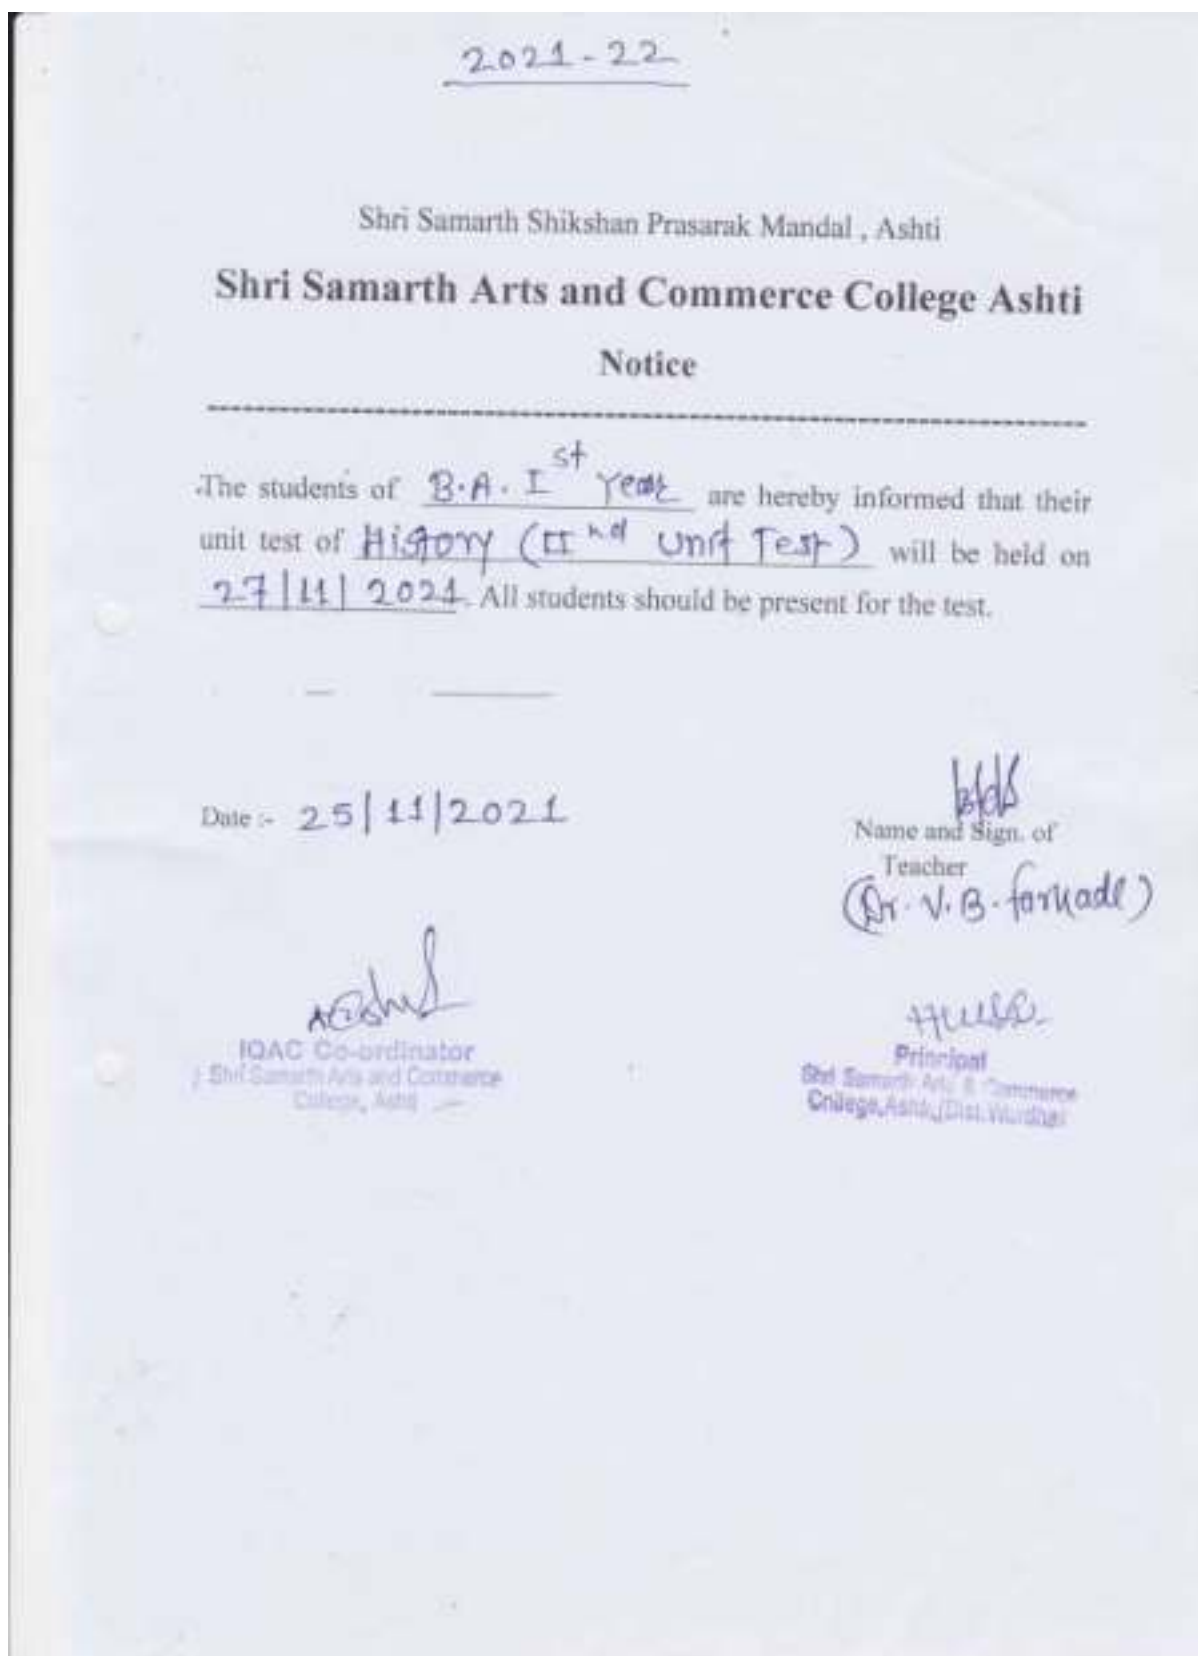 2021-22
Shri Samarth Shikshan Prasarak Mandal , Ashti
Shri Samarth Arts and Commerce College Ashti
Notice
The students of B.A. Ist Year are hereby informed that their
unit test of History (IInd Unit Test) will be held on
27/11/2021. All students should be present for the test.
Date :- 25/11/2021
Name and Sign. of
Teacher
(Dr. V. B.
IQAC Co-ordinator
Shri Samarth Arts and Commerce
College, Ashti
Principal
Shri Samarth Arts & Commerce
College, Ashti, (Dist. Wardha)